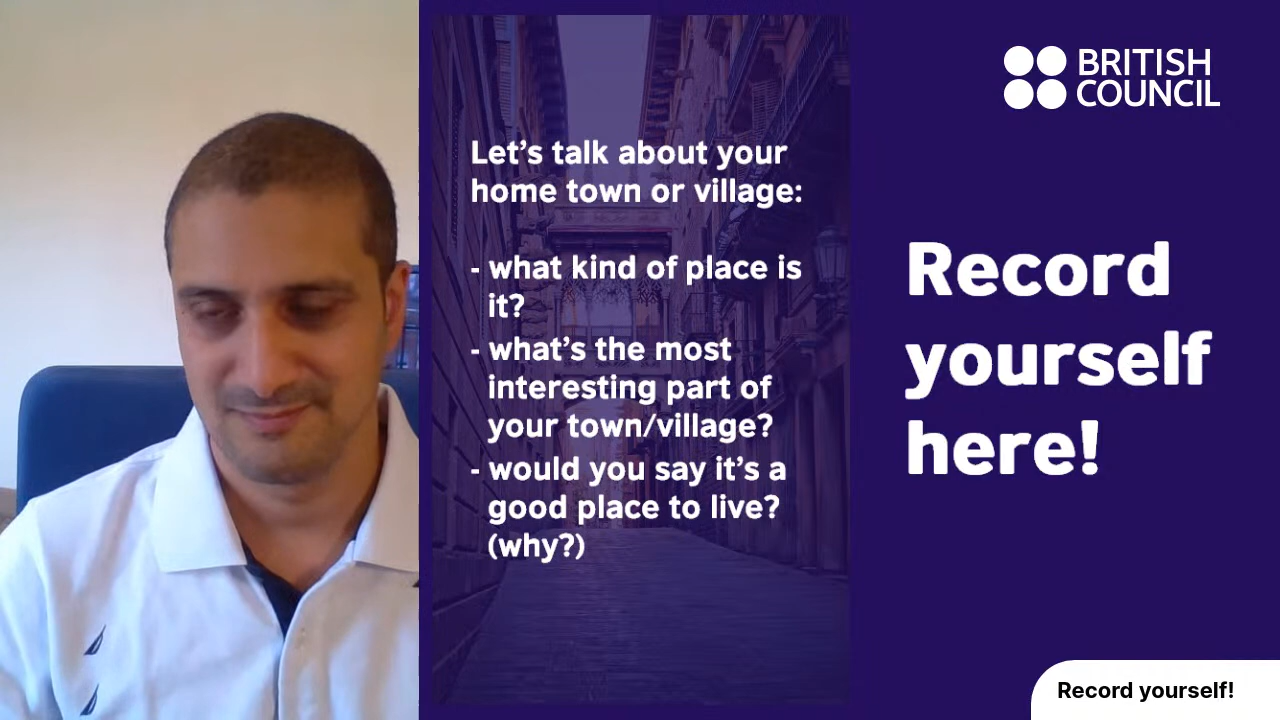 BRITISH
COUNCIL
Let’s talk about your
home town or village:
- what kind of place is
it?
- what’s the most
interesting part of
your town/village?
- would you say it’s a
good place to live?
(why?)
Record
yourself
here!
Record yourself!